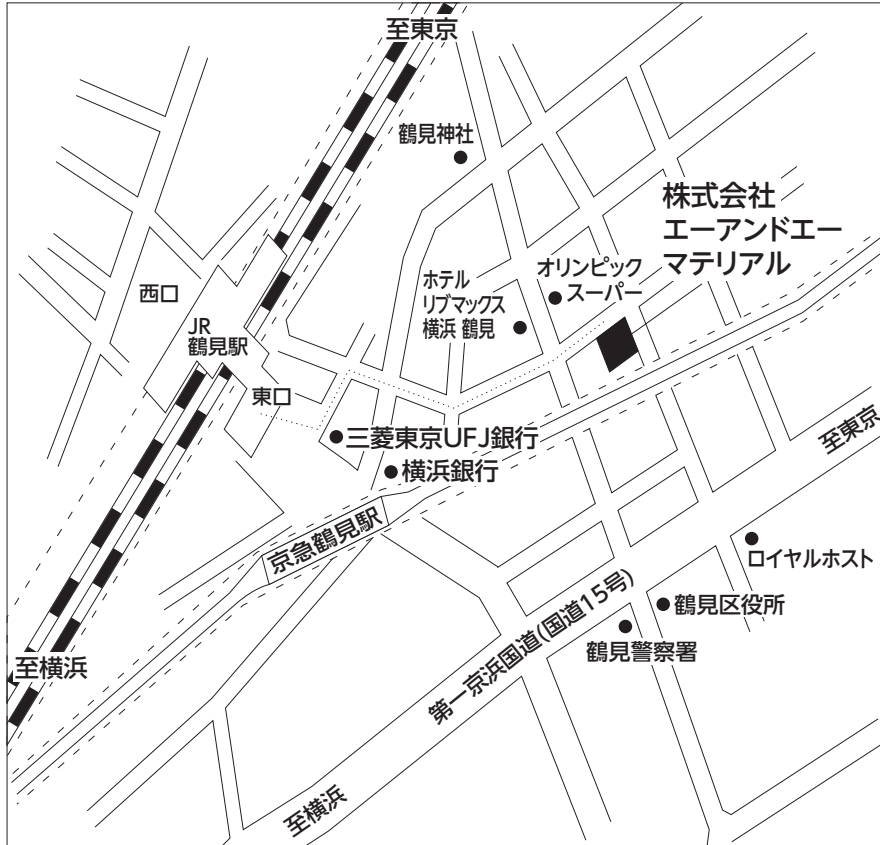 至東京
鶴見神社
株式会社
エーアンドエー
マテリアル
オリンピック
スーパー
ホテル
リブマックス
横浜 鶴見
西口
JR
鶴見駅
東口
三菱東京UFJ銀行
横浜銀行
至東京
京急鶴見駅
ロイヤルホスト
鶴見区役所
鶴見警察署
第一京浜国道(国道15号)
至横浜
至横浜